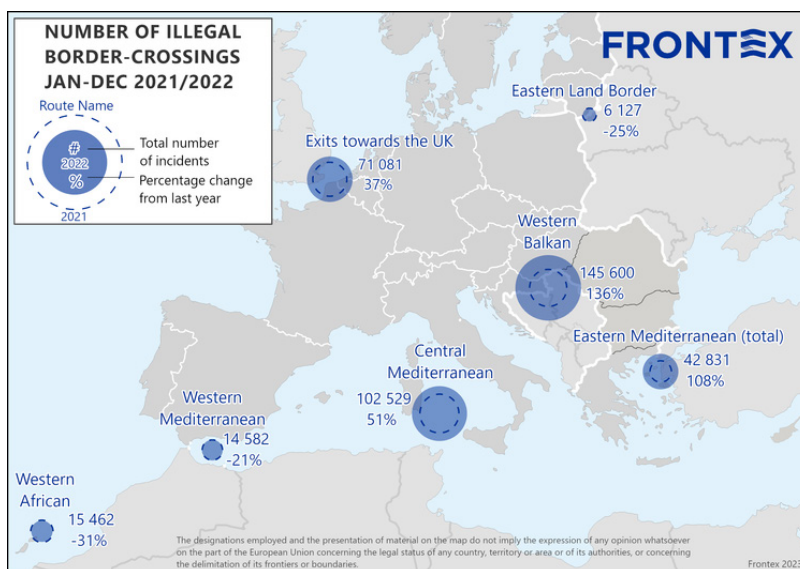 NUMBER OF ILLEGAL
BORDER-CROSSINGS
JAN-DEC 2021/2022
Route Name
#
2022
%
2021
Total number
of incidents
Percentage change
from last year
FRONTEX
Eastern Land Border
6 127
-25%
Exits towards the UK
71 081
37%
Western
Balkan
145 600
136%
Eastern Mediterranean (total)
42 831
108%
Central
Mediterranean
102 529
51%
Western
Mediterranean
14 582
-21%
Western
African
15 462
-31%
The designations employed and the presentation of material on the map do not imply the expression of any opinion whatsoever
on the part of the European Union concerning the legal status of any country, territory or area or of its authorities, or concerning
the delimitation of its frontiers or boundaries.
Frontex 2023